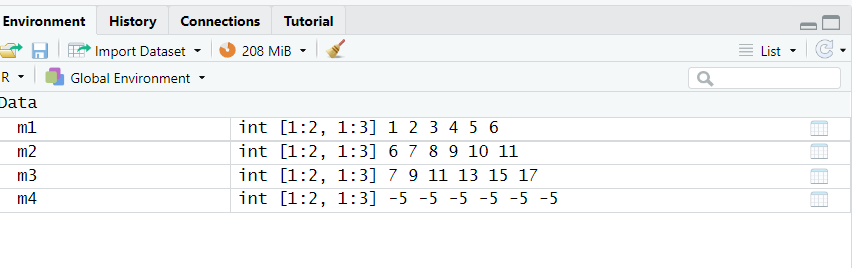 Environment History Connections Tutorial
Import Dataset 208 MiB List
R Global Environment
Data
m1 int [1:2, 1:3] 1 2 3 4 5 6
m2 int [1:2, 1:3] 6 7 8 9 10 11
m3 int [1:2, 1:3] 7 9 11 13 15 17
m4 int [1:2, 1:3] -5 -5 -5 -5 -5 -5